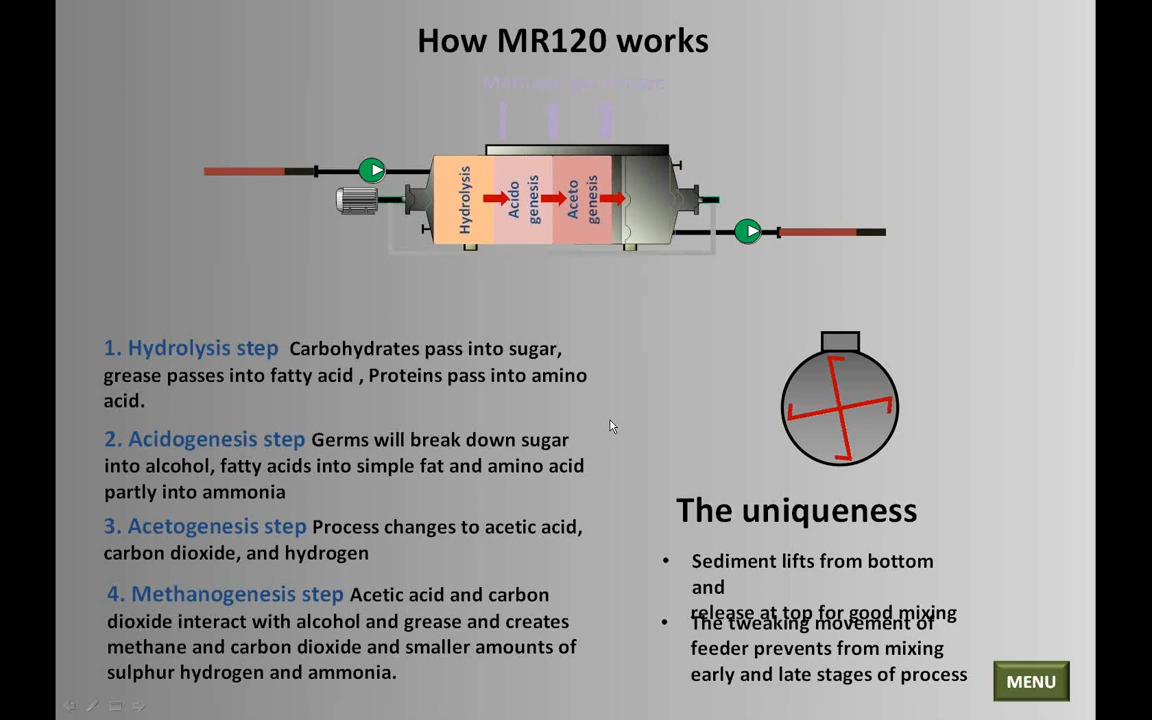 How MR120 works
Hydrolysis
Acido
genesis
Aceto
genesis
1. Hydrolysis step Carbohydrates pass into sugar,
grease passes into fatty acid , Proteins pass into amino
acid.
2. Acidogenesis step Germs will break down sugar
into alcohol, fatty acids into simple fat and amino acid
partly into ammonia
3. Acetogenesis step Process changes to acetic acid,
carbon dioxide, and hydrogen
4. Methanogenesis step Acetic acid and carbon
dioxide interact with alcohol and grease and creates
methane and carbon dioxide and smaller amounts of
sulphur hydrogen and ammonia.
The uniqueness
• Sediment lifts from bottom
and
release at top for good mixing
• The tweaking movement of
feeder prevents from mixing
early and late stages of process
MENU